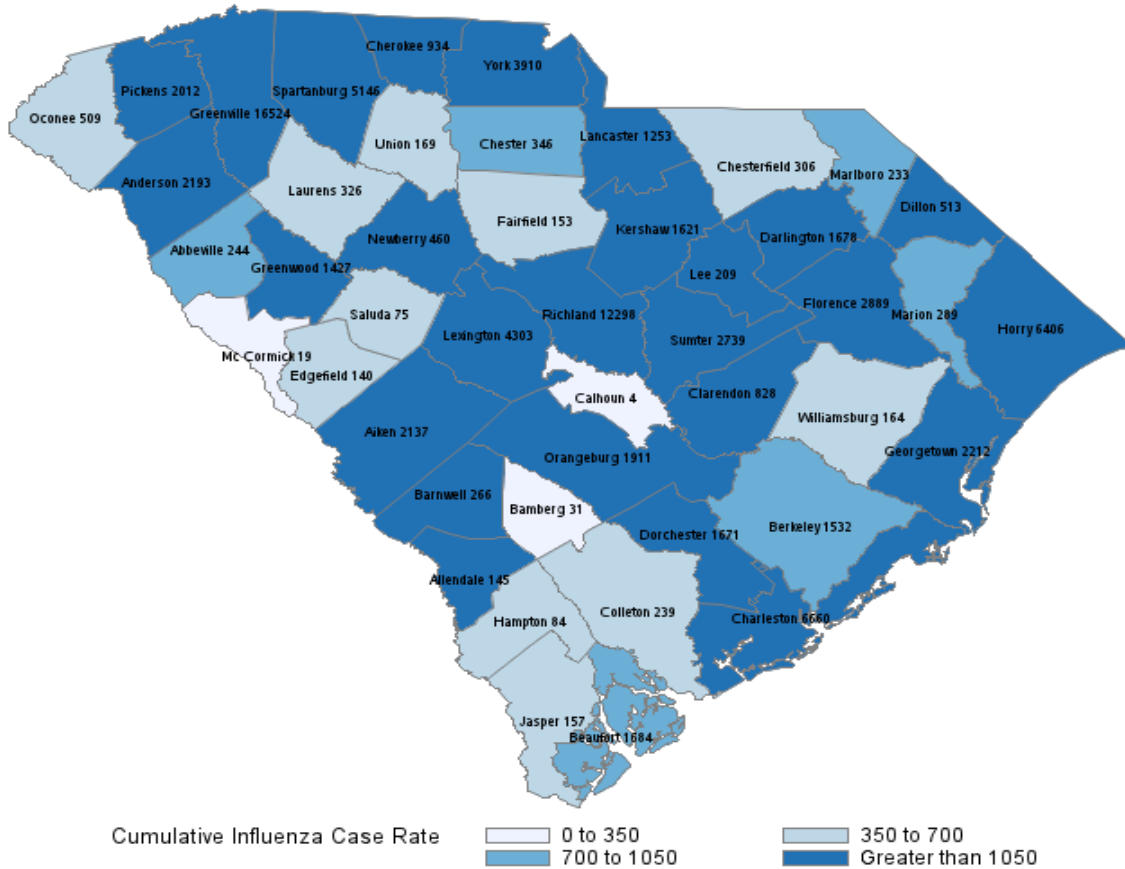 Cherokee 934
York 3910
Pickens 2012
Spartanburg 5146
Oconee 509
Greenville 16524
Union 169
Chester 346
Lancaster 1253
Chesterfield 306
Marlboro 233
Anderson 2193
Laurens 326
Dillon 513
Fairfield 153
Kershaw 1621
Darlington 1678
Abbeville 244
Newberry 460
Greenwood 1427
Lee 209
Saluda 75
Lexington 4303
Richland 12298
Florence 2889
Marion 289
Horry 6406
Sumter 2739
Mc Cormick 19
Edgefield 140
Calhoun 4
Clarendon 828
Williamsburg 164
Aiken 2137
Orangeburg 1911
Georgetown 2212
Barnwell 266
Bamberg 31
Dorchester 1671
Berkeley 1532
Allendale 145
Colleton 239
Hampton 84
Charleston 6660
Jasper 157
Beaufort 1684
Cumulative Influenza Case Rate
0 to 350
350 to 700
700 to 1050
Greater than 1050